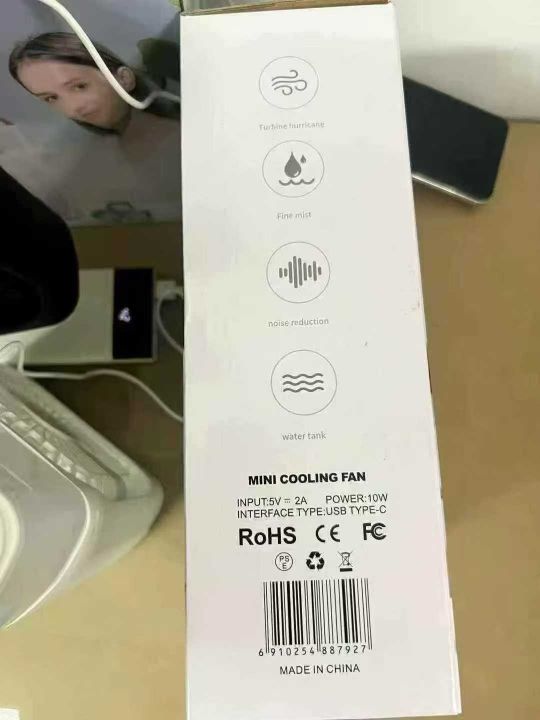 Turbine hurricane
Fine mist
noise reduction
water tank
MINI COOLING FAN
INPUT:5V⎓2A POWER:10W
INTERFACE TYPE:USB TYPE-C
RoHS CE FC
PSE
6 910254 887927
MADE IN CHINA